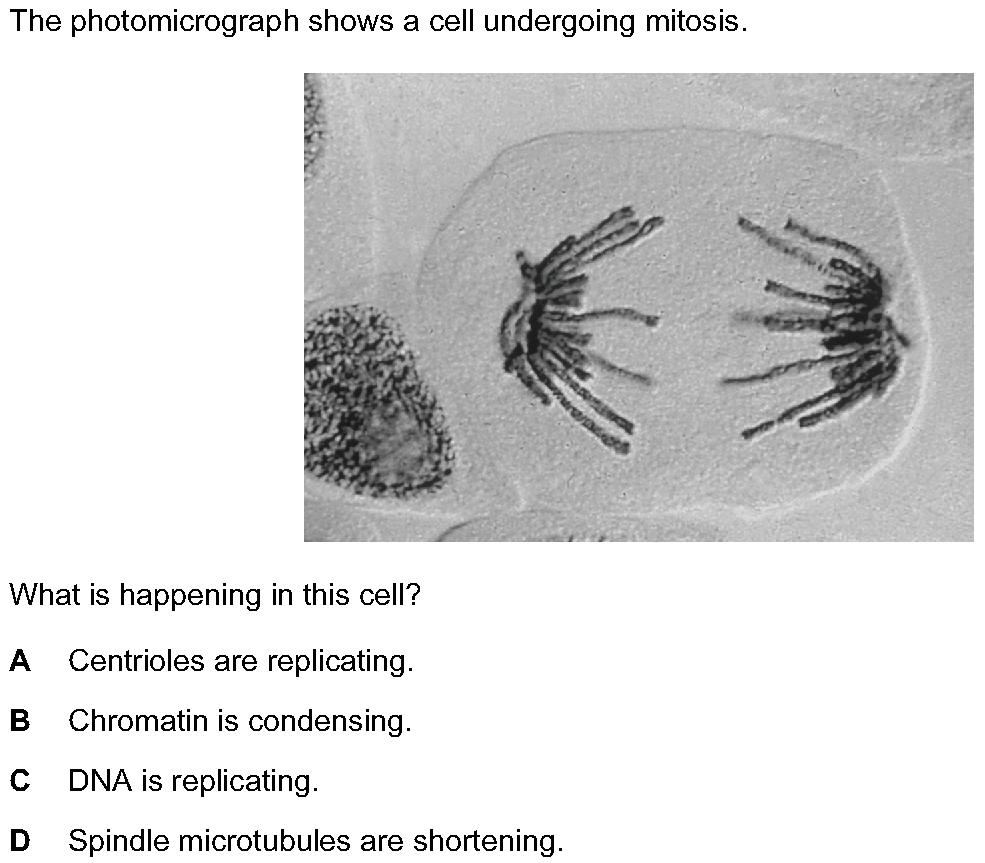 The photomicrograph shows a cell undergoing mitosis.
What is happening in this cell?
A Centrioles are replicating.
B Chromatin is condensing.
C DNA is replicating.
D Spindle microtubules are shortening.